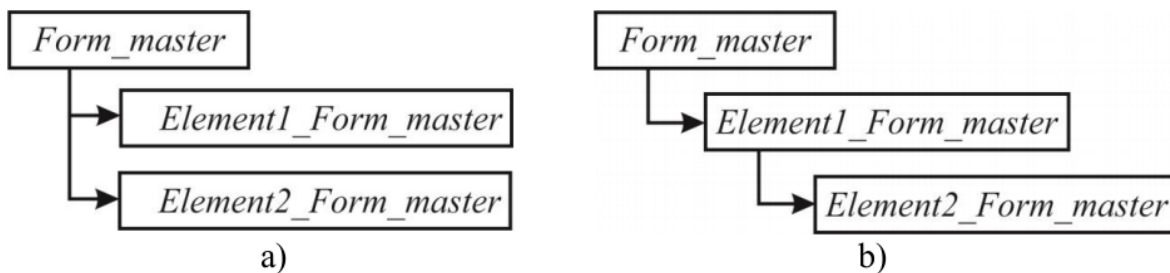 Form_master
Element1_Form_master
Element2_Form_master
a)
Form_master
Element1_Form_master
Element2_Form_master
b)